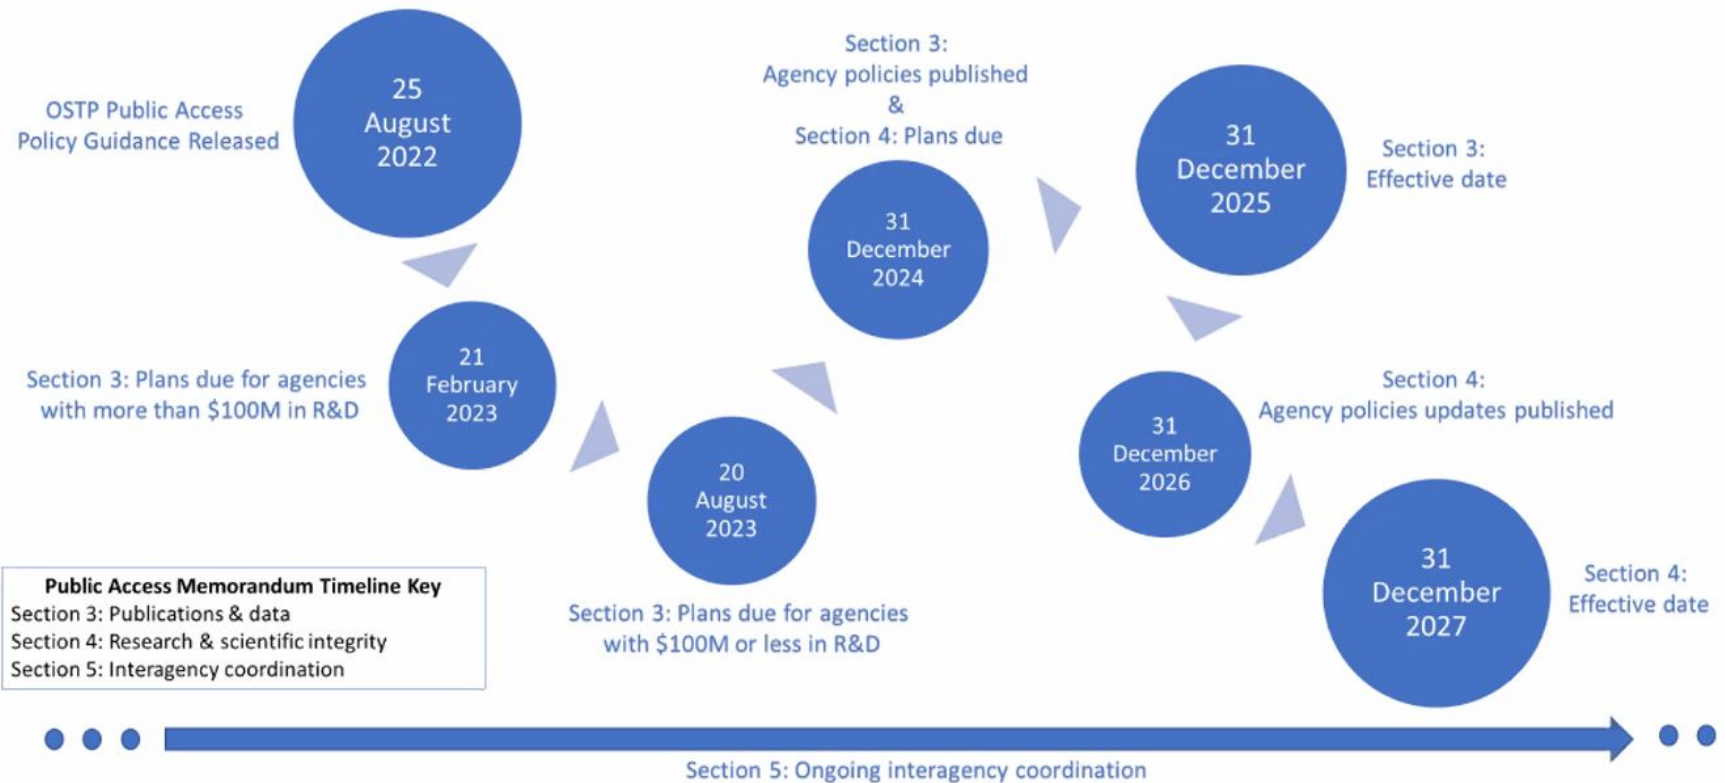 OSTP Public Access
Policy Guidance Released
25
August
2022
Section 3: Plans due for agencies
with more than $100M in R&D
21
February
2023
20
August
2023
Section 3: Plans due for agencies
with $100M or less in R&D
Section 3:
Agency policies published
&
Section 4: Plans due
31
December
2024
31
December
2025
Section 3:
Effective date
31
December
2026
Section 4:
Agency policies updates published
31
December
2027
Section 4:
Effective date
Public Access Memorandum Timeline Key
Section 3: Publications & data
Section 4: Research & scientific integrity
Section 5: Interagency coordination
Section 5: Ongoing interagency coordination